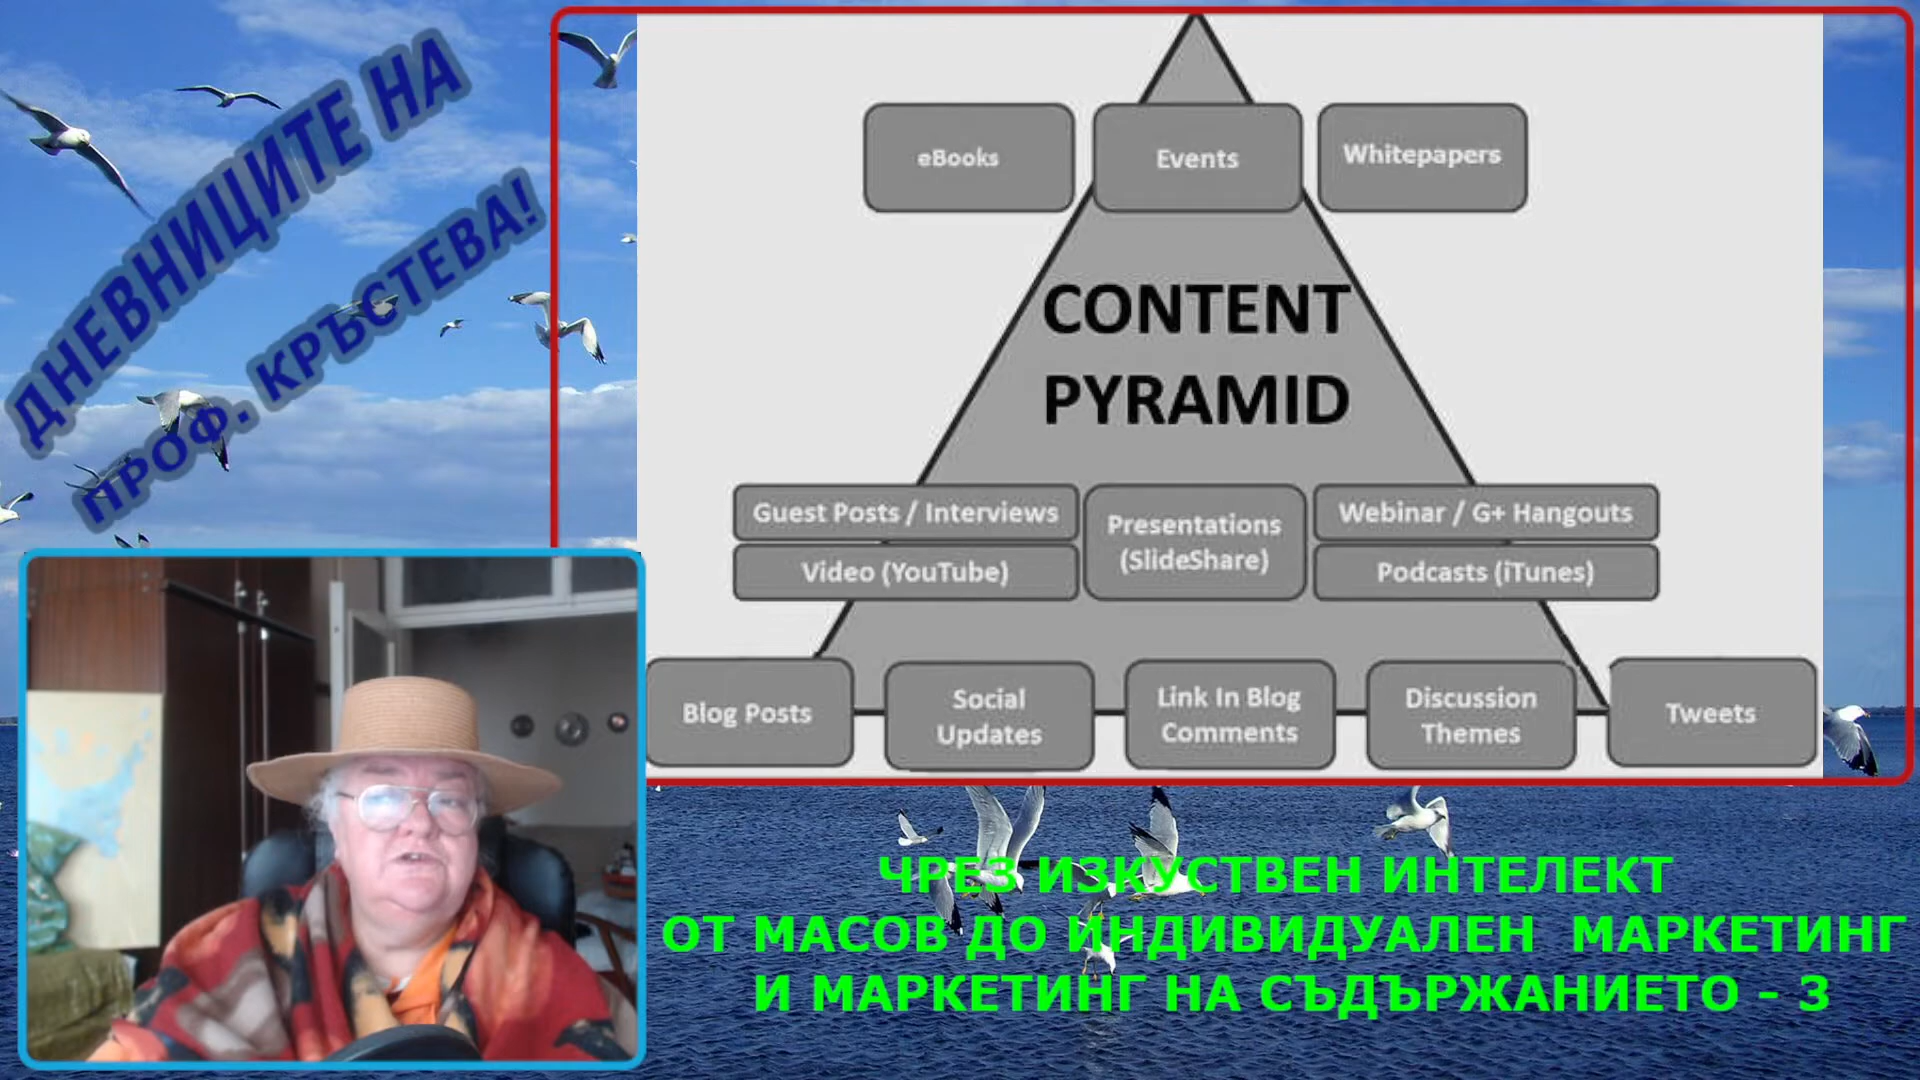 ДНЕВНИЦИТЕ НА
ПРОФ. КРЪСТЕВА!
eBooks
Events
Whitepapers
CONTENT
PYRAMID
Guest Posts / Interviews
Video (YouTube)
Presentations
(SlideShare)
Webinar / G+ Hangouts
Podcasts (iTunes)
Blog Posts
Social
Updates
Link In Blog
Comments
Discussion
Themes
Tweets
ЧРЕЗ ИЗКУСТВЕН ИНТЕЛЕКТ
ОТ МАСОВ ДО ИНДИВИДУАЛЕН МАРКЕТИНГ
И МАРКЕТИНГ НА СЪДЪРЖАНИЕТО - 3